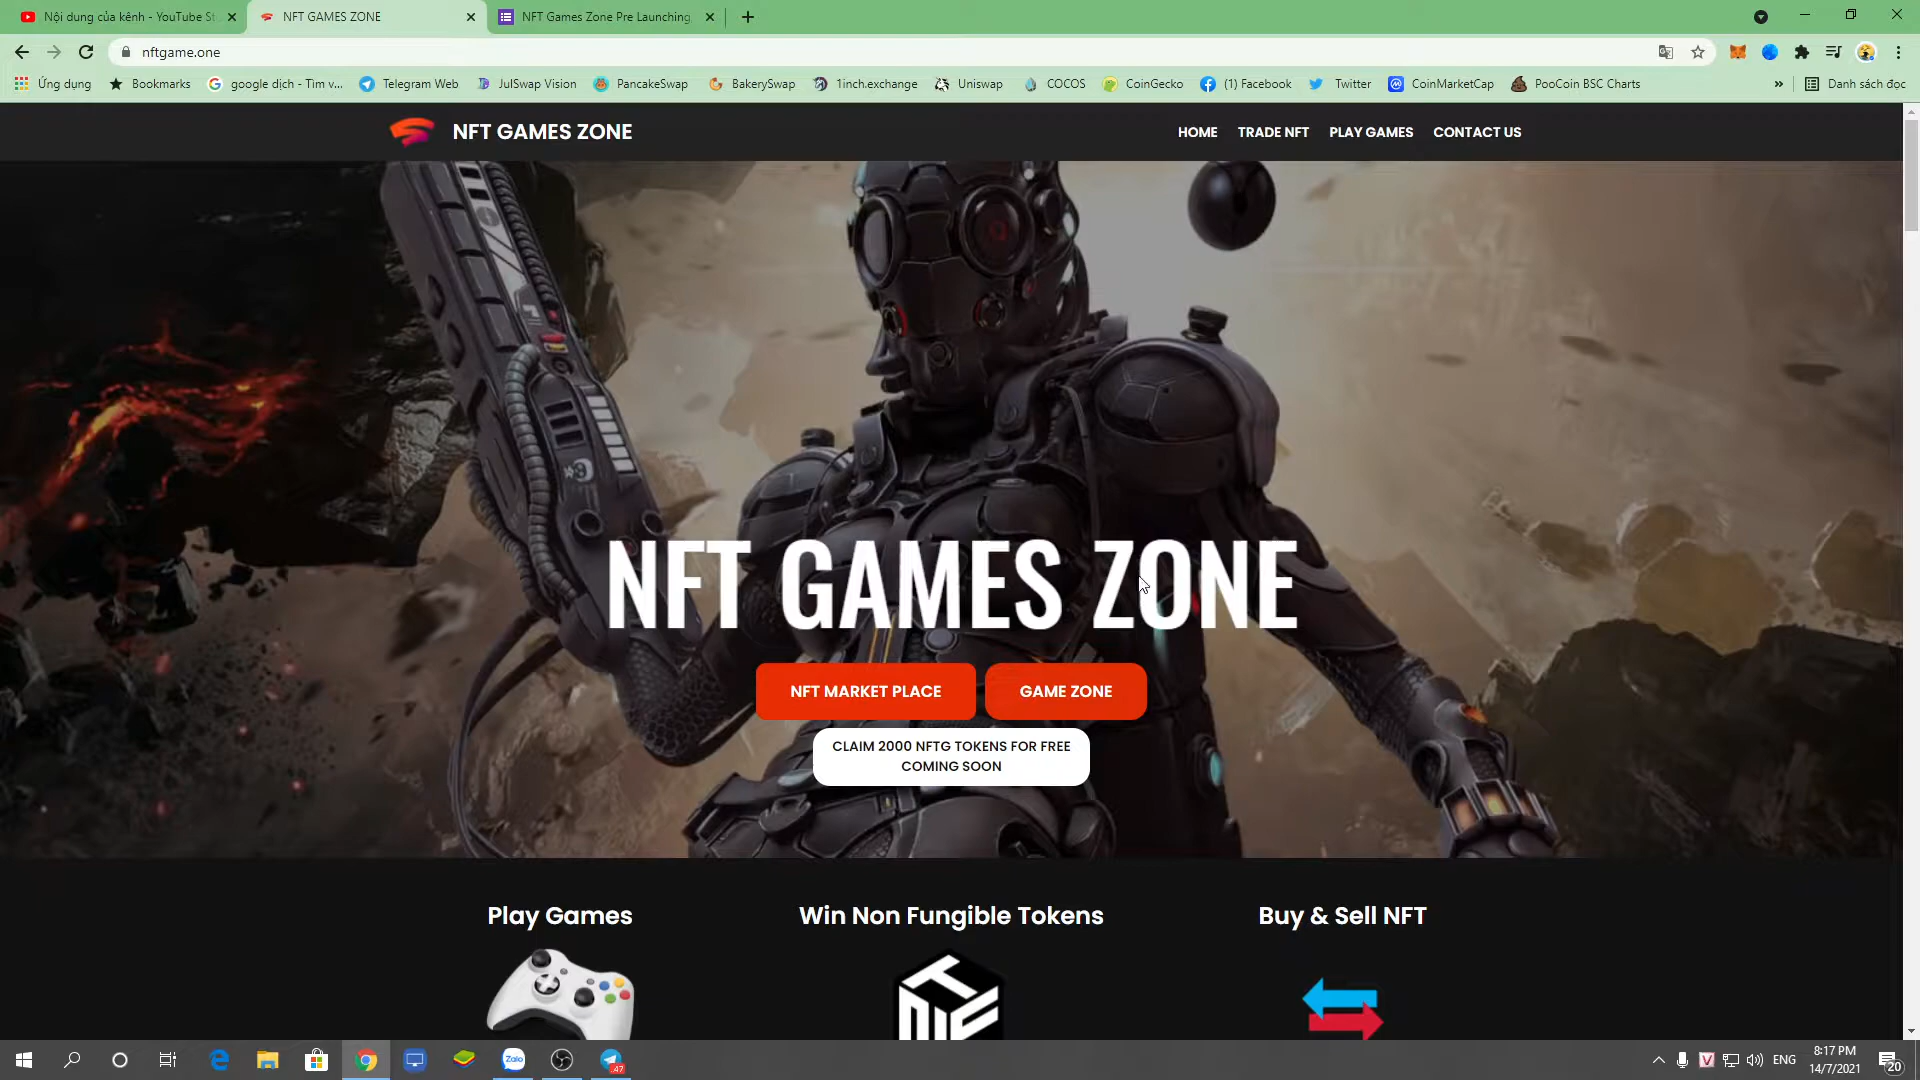 Nội dung của kênh - YouTube St
NFT GAMES ZONE
NFT Games Zone Pre Launching
nftgame.one
Ứng dụng
Bookmarks
google dịch - Tìm v...
Telegram Web
JulSwap Vision
PancakeSwap
BakerySwap
1inch.exchange
Uniswap
COCOS
CoinGecko
(1) Facebook
Twitter
CoinMarketCap
PooCoin BSC Charts
»
Danh sách đọc
NFT GAMES ZONE
HOME
TRADE NFT
PLAY GAMES
CONTACT US
NFT GAMES ZONE
NFT MARKET PLACE
GAME ZONE
CLAIM 2000 NFTG TOKENS FOR FREE
COMING SOON
Play Games
Win Non Fungible Tokens
Buy & Sell NFT
Zalo
47
V
ENG
8:17 PM
14/7/2021
20